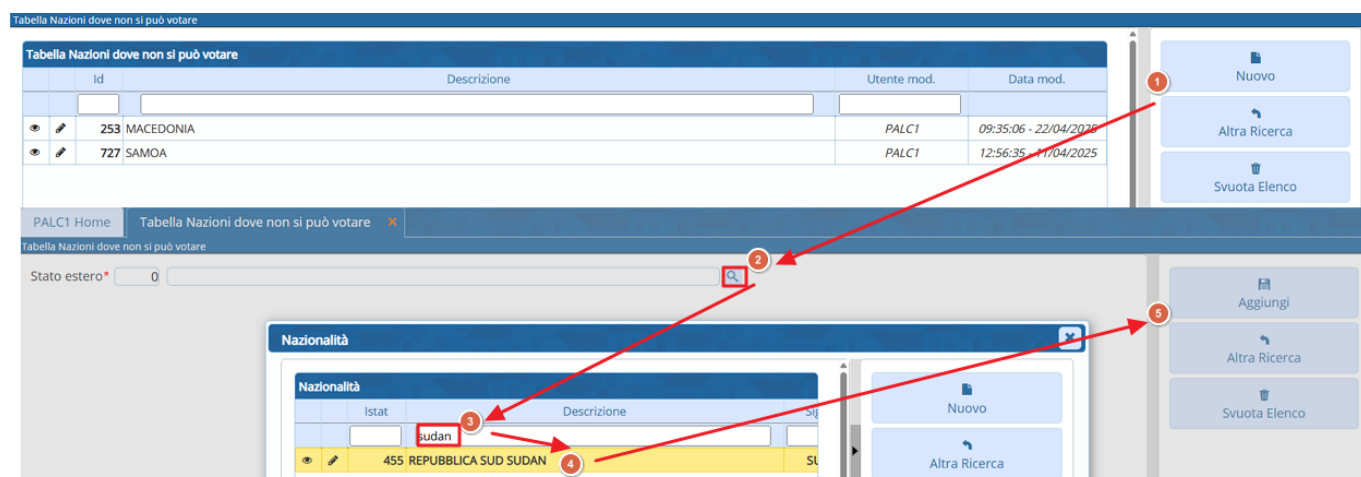 Tabella Nazioni dove non si può votare
Tabella Nazioni dove non si può votare
Id Descrizione Utente mod. Data mod.
253 MACEDONIA PALC1 09:35:06 - 22/04/2025
727 SAMOA PALC1 12:56:35 - 11/04/2025
Nuovo
1
Altra Ricerca
Svuota Elenco
PALC1 Home Tabella Nazioni dove non si può votare ×
Tabella Nazioni dove non si può votare
2
Stato estero* 0
Aggiungi
5
Altra Ricerca
Svuota Elenco
Nazionalità x
Nazionalità
Istat Descrizione
3
sudan
455 REPUBBLICA SUD SUDAN
4
Nuovo
Altra Ricerca